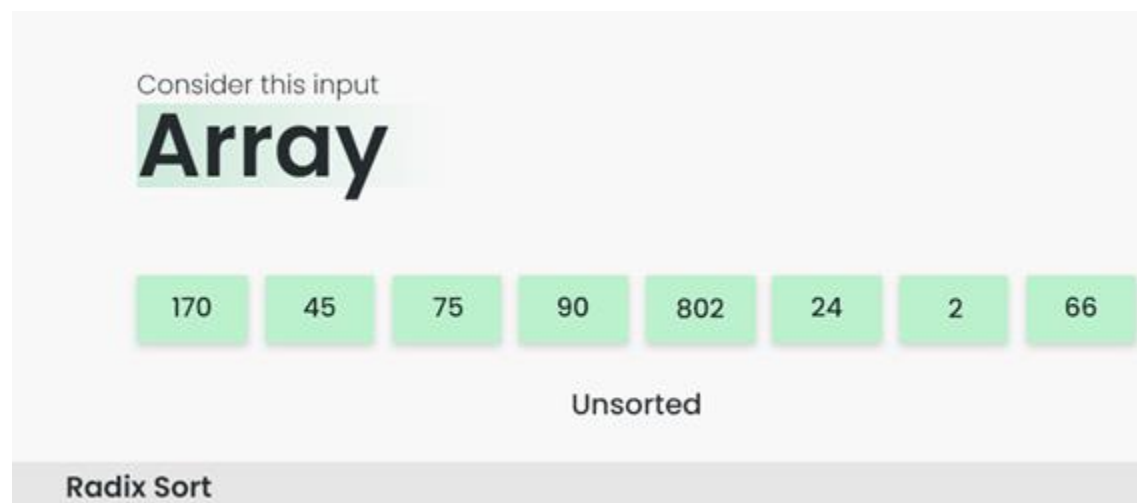 Consider this input
Array
170 45 75 90 802 24 2 66
Unsorted
Radix Sort